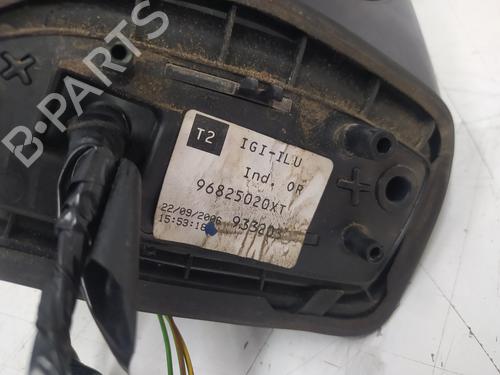 B-PARTS
T2
IGI-ILU
Ind. OR
96825020XT
22/09/2006
15:53:16